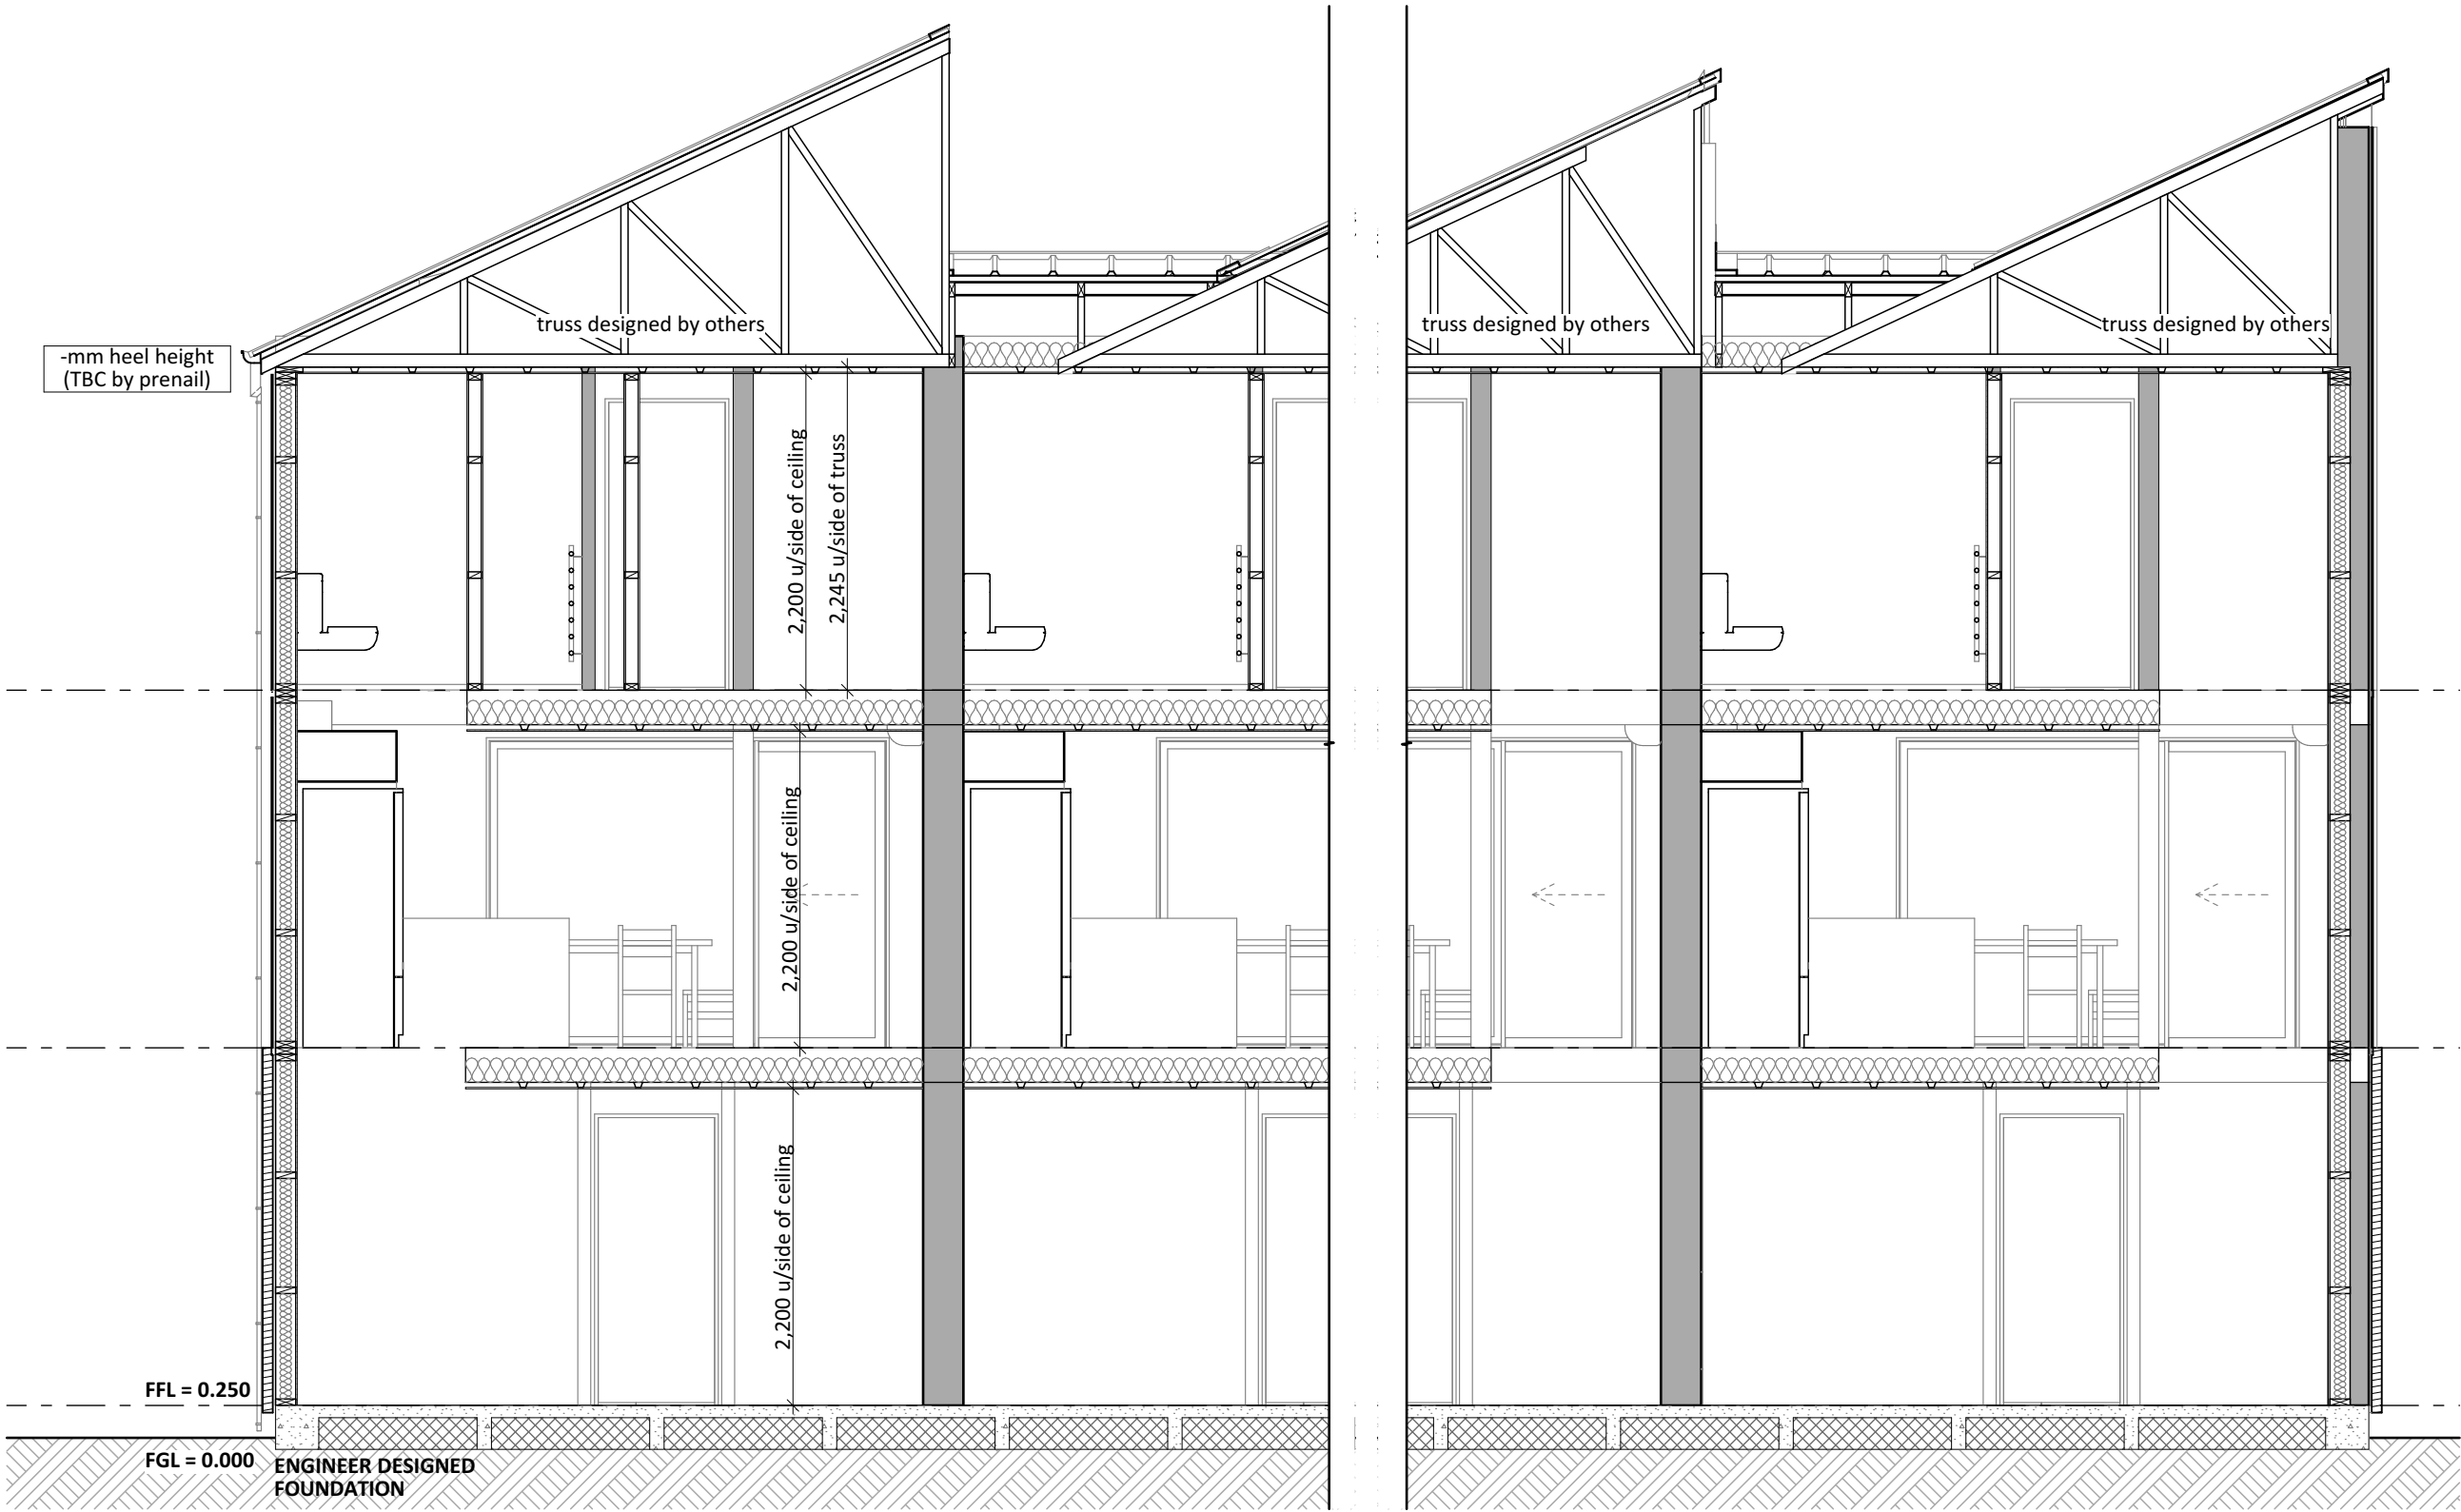 truss designed by others
truss designed by others
truss designed by others
-mm heel height
(TBC by prenail)
2,200 u/side of ceiling
2,245 u/side of truss
2,200 u/side of ceiling
2,200 u/side of ceiling
FFL = 0.250
FGL = 0.000
ENGINEER DESIGNED
FOUNDATION